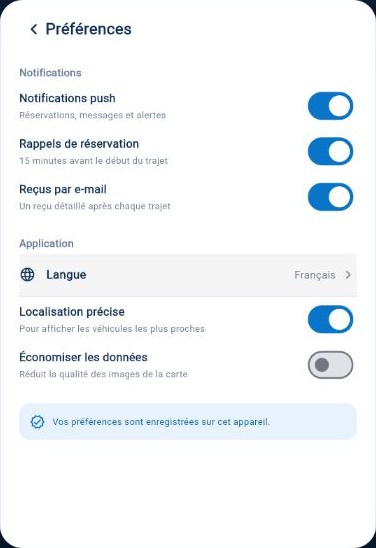 Préférences
Notifications
Notifications push
Réservations, messages et alertes
Rappels de réservation
15 minutes avant le début du trajet
Reçus par e-mail
Un reçu détaillé après chaque trajet
Application
Langue Français
Localisation précise
Pour afficher les véhicules les plus proches
Économiser les données
Réduit la qualité des images de la carte
Vos préférences sont enregistrées sur cet appareil.